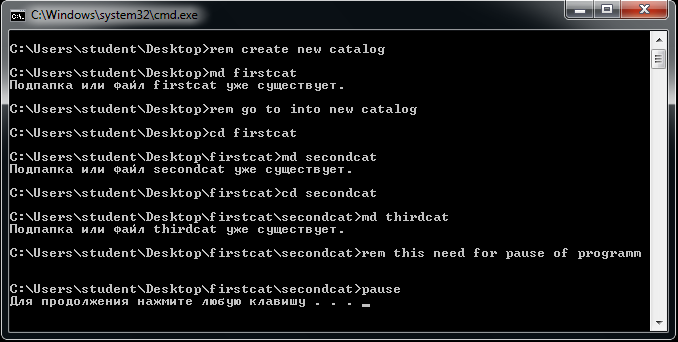 C:\Windows\system32\cmd.exe
C:\Users\student\Desktop>rem create new catalog
C:\Users\student\Desktop>md firstcat
Подпапка или файл firstcat уже существует.
C:\Users\student\Desktop>rem go to into new catalog
C:\Users\student\Desktop>cd firstcat
C:\Users\student\Desktop\firstcat>md secondcat
Подпапка или файл secondcat уже существует.
C:\Users\student\Desktop\firstcat>cd secondcat
C:\Users\student\Desktop\firstcat\secondcat>md thirdcat
Подпапка или файл thirdcat уже существует.
C:\Users\student\Desktop\firstcat\secondcat>rem this need for pause of programm
C:\Users\student\Desktop\firstcat\secondcat>pause
Для продолжения нажмите любую клавишу . . . _